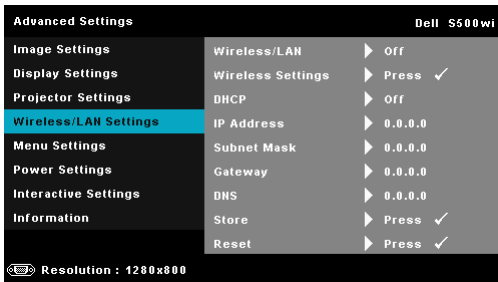 Advanced Settings Dell S500wi
Image Settings
Display Settings
Projector Settings
Wireless/LAN Settings
Menu Settings
Power Settings
Interactive Settings
Information
Wireless/LAN Off
Wireless Settings Press ✓
DHCP Off
IP Address 0.0.0.0
Subnet Mask 0.0.0.0
Gateway 0.0.0.0
DNS 0.0.0.0
Store Press ✓
Reset Press ✓
Resolution : 1280x800